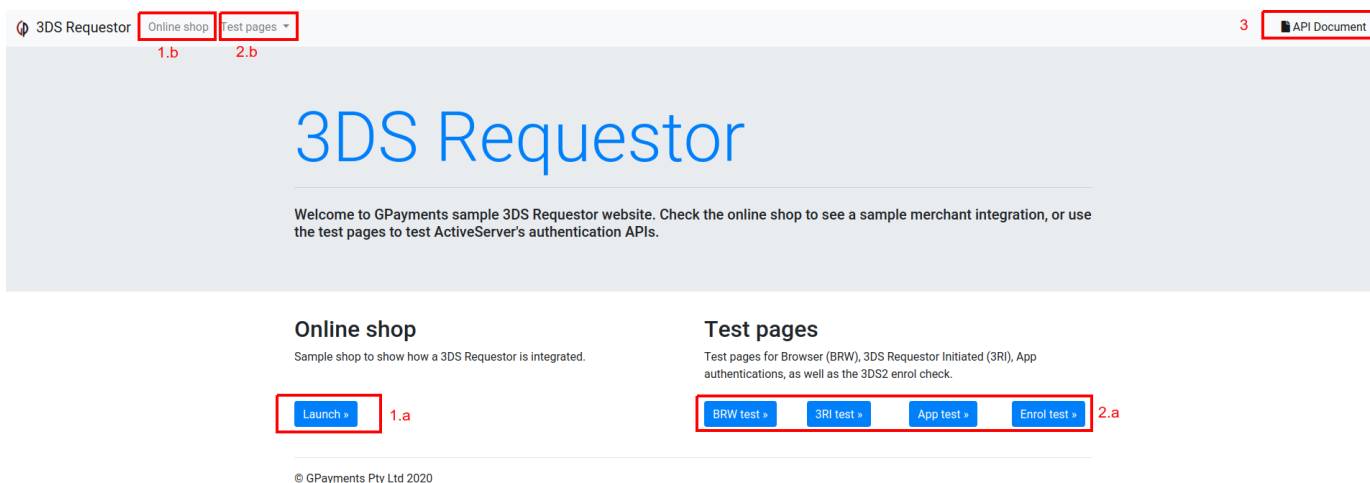 3DS Requestor Online shop Test pages 3 API Document
1.b 2.b
3DS Requestor
Welcome to GPayments sample 3DS Requestor website. Check the online shop to see a sample merchant integration, or use
the test pages to test ActiveServer's authentication APIs.
Online shop
Sample shop to show how a 3DS Requestor is integrated.
Launch »
1.a
Test pages
Test pages for Browser (BRW), 3DS Requestor Initiated (3RI), App
authentications, as well as the 3DS2 enrol check.
BRW test » 3RI test » App test » Enrol test » 2.a
© GPayments Pty Ltd 2020